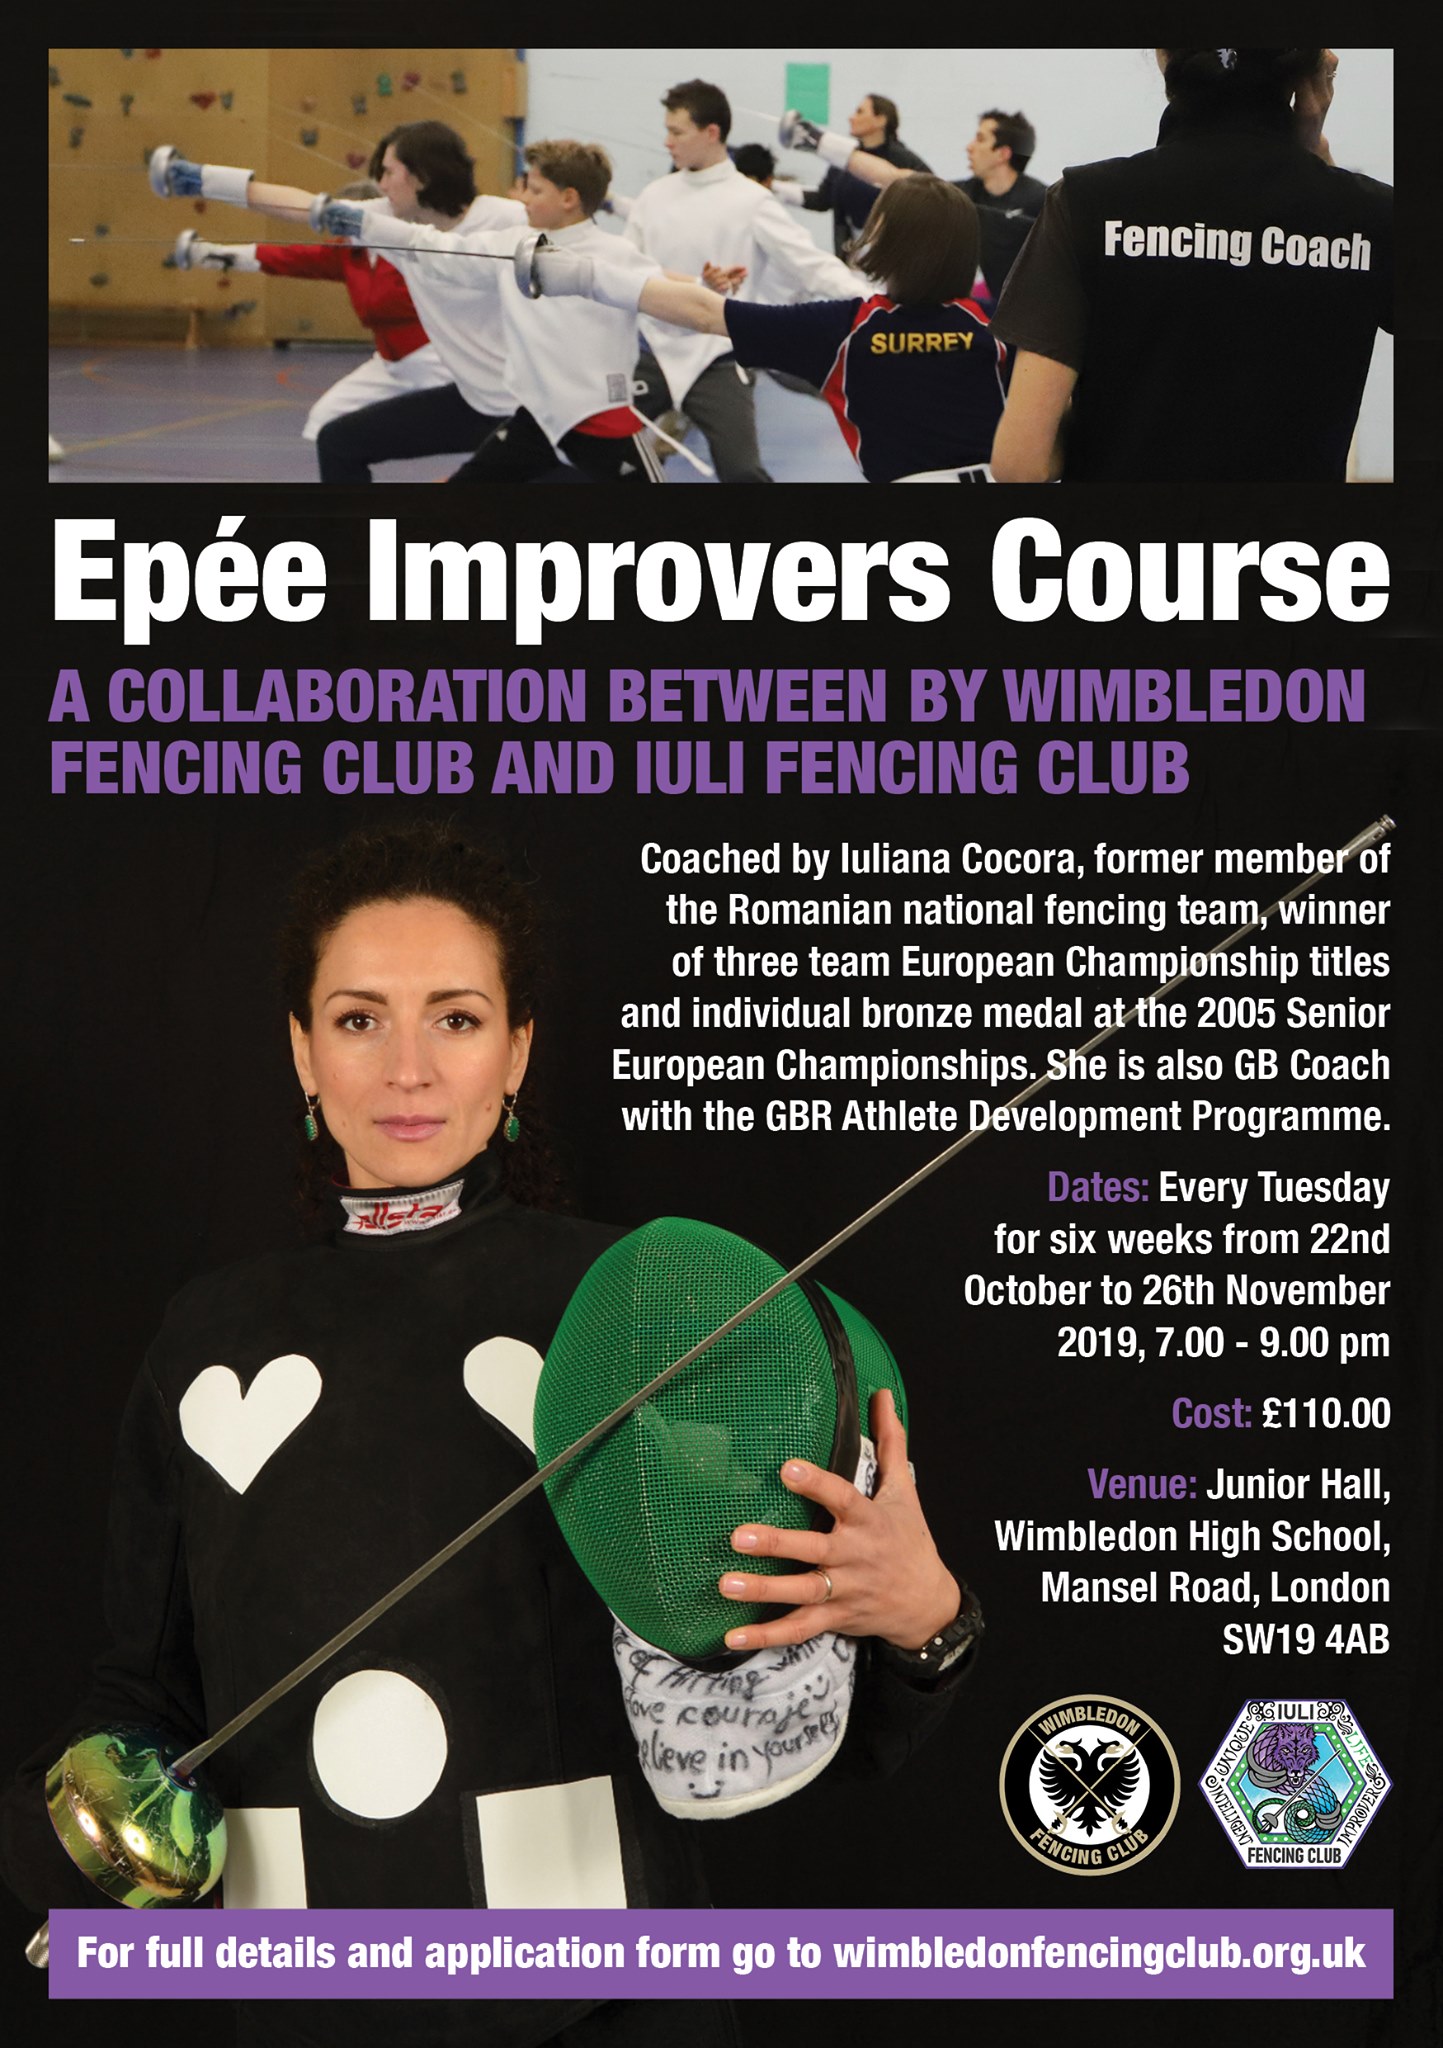 Fencing Coach
SURREY
Epée Improvers Course
A COLLABORATION BETWEEN BY WIMBLEDON
FENCING CLUB AND IULI FENCING CLUB
Coached by Iuliana Cocora, former member of
the Romanian national fencing team, winner
of three team European Championship titles
and individual bronze medal at the 2005 Senior
European Championships. She is also GB Coach
with the GBR Athlete Development Programme.
Dates: Every Tuesday
for six weeks from 22nd
October to 26th November
2019, 7.00 - 9.00 pm
Cost: £110.00
Venue: Junior Hall,
Wimbledon High School,
Mansel Road, London
SW19 4AB
of hitting
love courage
believe in yourself
WIMBLEDON
FENCING CLUB
IULI
UNIQUE
LIFE
INTELLIGENT
IMPROVER
FENCING CLUB
For full details and application form go to wimbledonfencingclub.org.uk